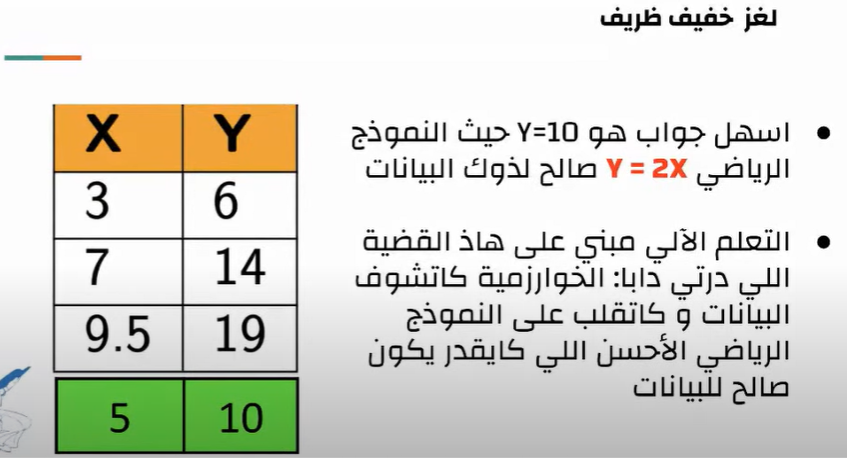 لغز خفيف ظريف
اسهل جواب هو Y=10 حيث النموذج
الرياضي Y = 2X صالح لذوك البيانات
التعلم الآلي مبني على هاذ القضية
اللي درتي دابا: الخوارزمية كاتشوف
البيانات و كاتقلب على النموذج
الرياضي الأحسن اللي كايقدر يكون
صالح للبيانات
X Y
3 6
7 14
9.5 19
5 10